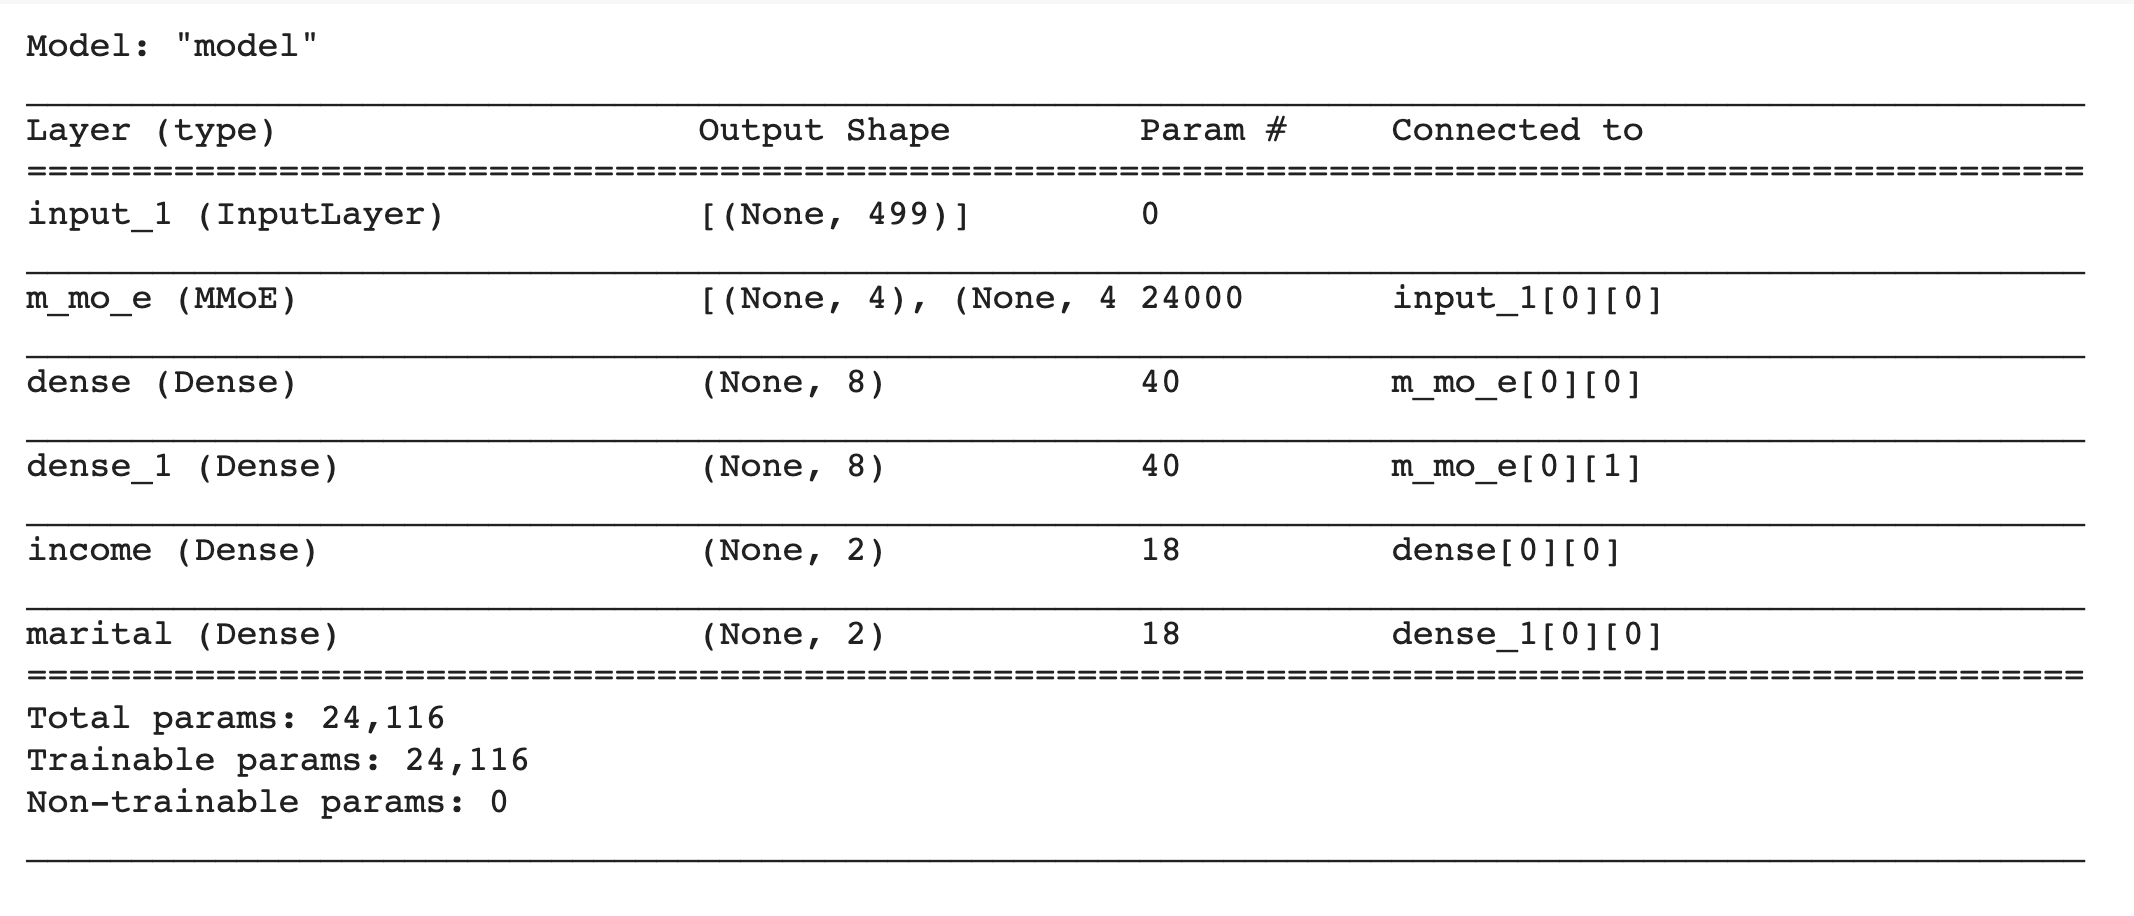 Model: "model"
Layer (type) Output Shape Param # Connected to
input_1 (InputLayer) [(None, 499)] 0
m_mo_e (MMoE) [(None, 4), (None, 4 24000 input_1[0][0]
dense (Dense) (None, 8) 40 m_mo_e[0][0]
dense_1 (Dense) (None, 8) 40 m_mo_e[0][1]
income (Dense) (None, 2) 18 dense[0][0]
marital (Dense) (None, 2) 18 dense_1[0][0]
Total params: 24,116
Trainable params: 24,116
Non-trainable params: 0